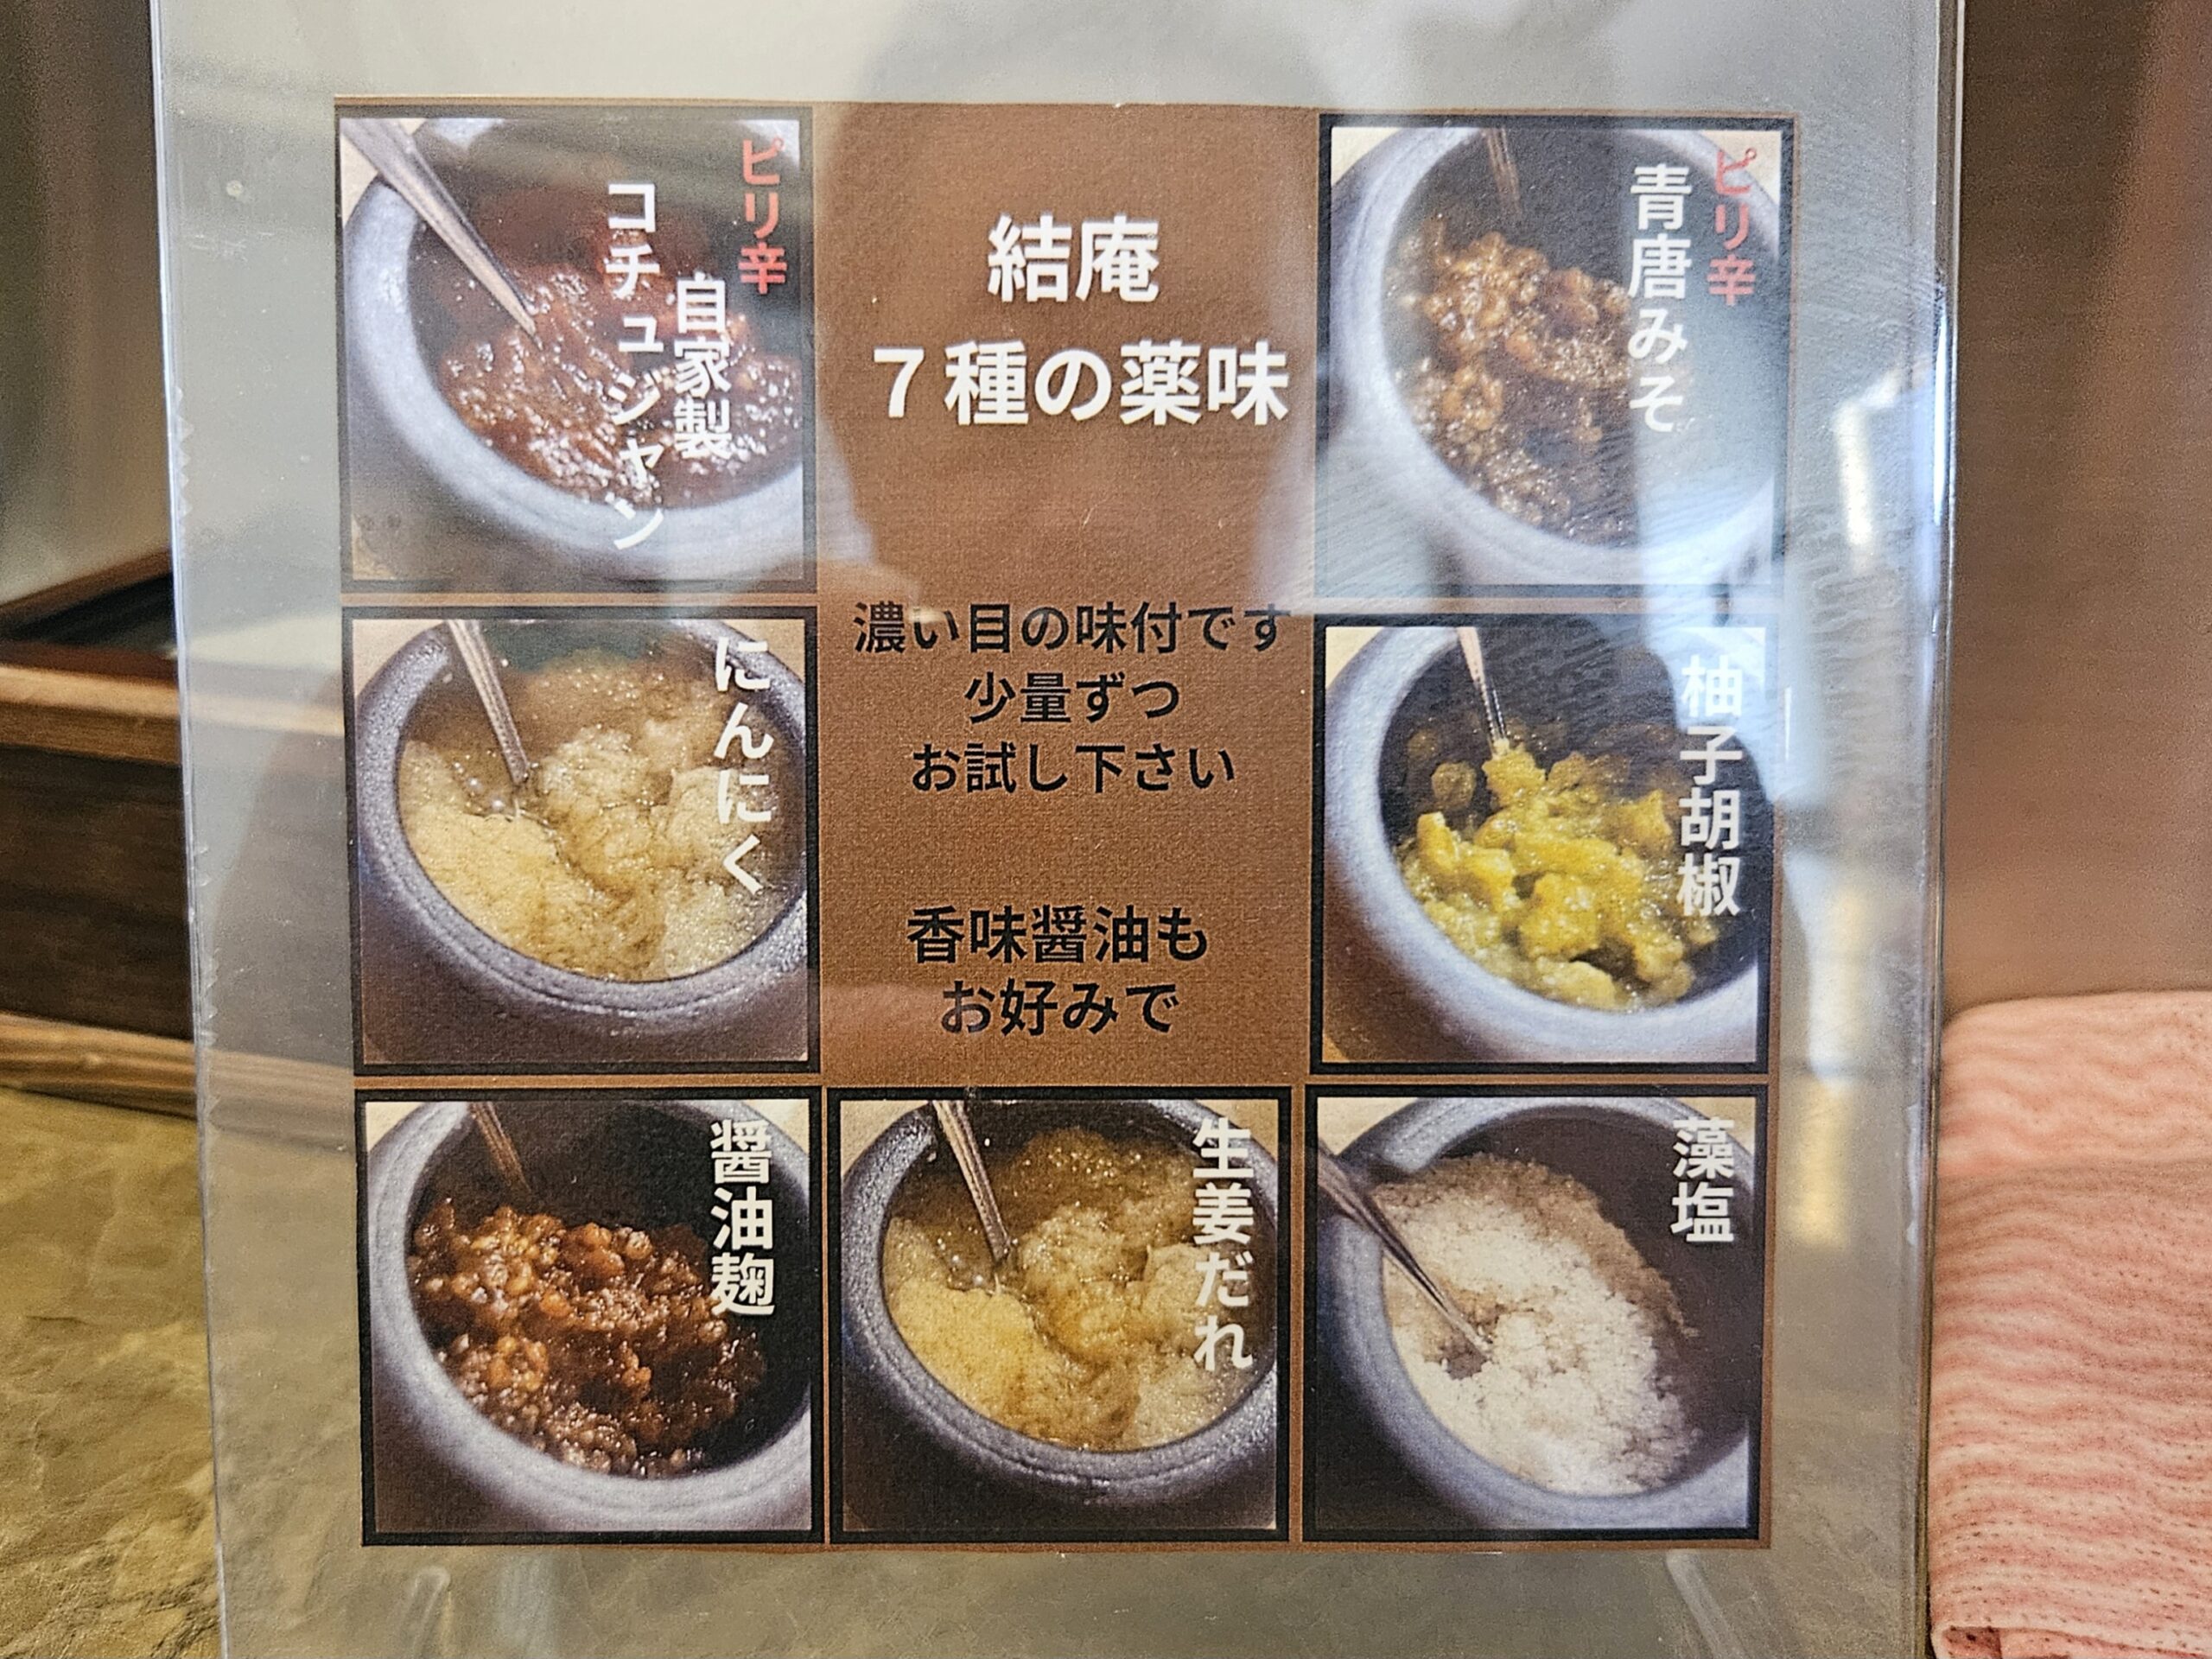 結庵
7種の薬味
濃い目の味付です
少量ずつ
お試し下さい
香味醤油も
お好みで
ピリ辛
自家製
コチュジャン
ピリ辛
青唐みそ
にんにく
柚子胡椒
醤油麹
生姜だれ
藻塩